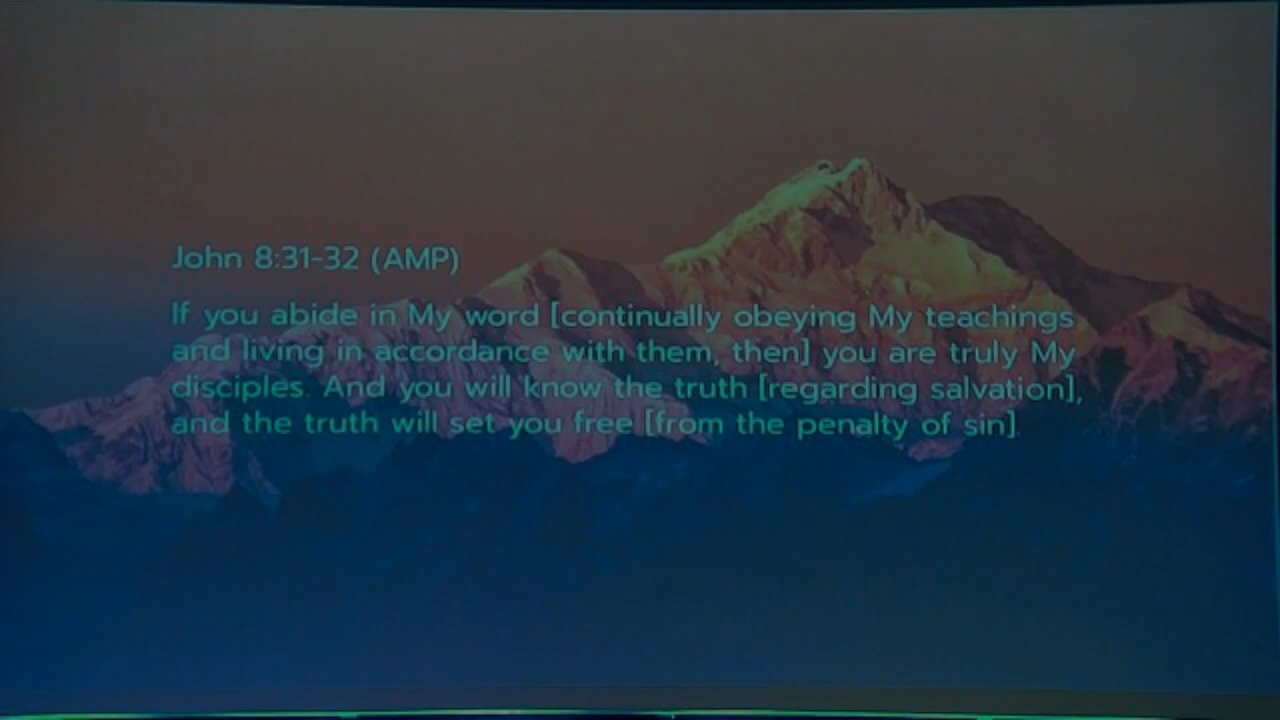 John 8:31-32 (AMP)
If you abide in My word [continually obeying My teachings
and living in accordance with them, then] you are truly My
disciples. And you will know the truth [regarding salvation],
and the truth will set you free [from the penalty of sin].